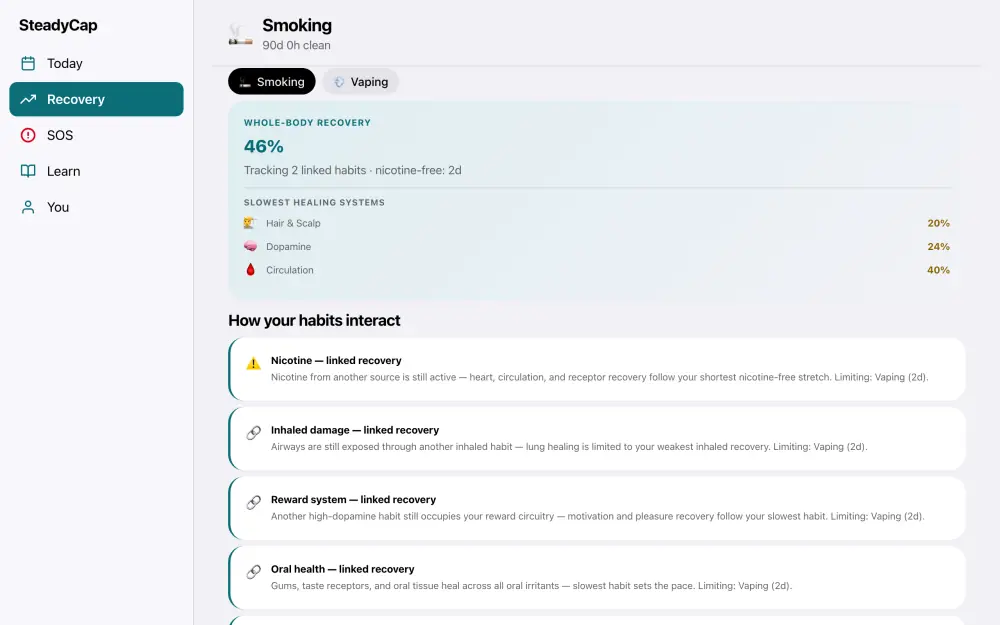 SteadyCap
Today
Recovery
SOS
Learn
You
Smoking
90d 0h clean
Smoking
Vaping
WHOLE-BODY RECOVERY
46%
Tracking 2 linked habits · nicotine-free: 2d
SLOWEST HEALING SYSTEMS
Hair & Scalp 20%
Dopamine 24%
Circulation 40%
How your habits interact
Nicotine — linked recovery
Nicotine from another source is still active — heart, circulation, and receptor recovery follow your shortest nicotine-free stretch. Limiting: Vaping (2d).
Inhaled damage — linked recovery
Airways are still exposed through another inhaled habit — lung healing is limited to your weakest inhaled recovery. Limiting: Vaping (2d).
Reward system — linked recovery
Another high-dopamine habit still occupies your reward circuitry — motivation and pleasure recovery follow your slowest habit. Limiting: Vaping (2d).
Oral health — linked recovery
Gums, taste receptors, and oral tissue heal across all oral irritants — slowest habit sets the pace. Limiting: Vaping (2d).